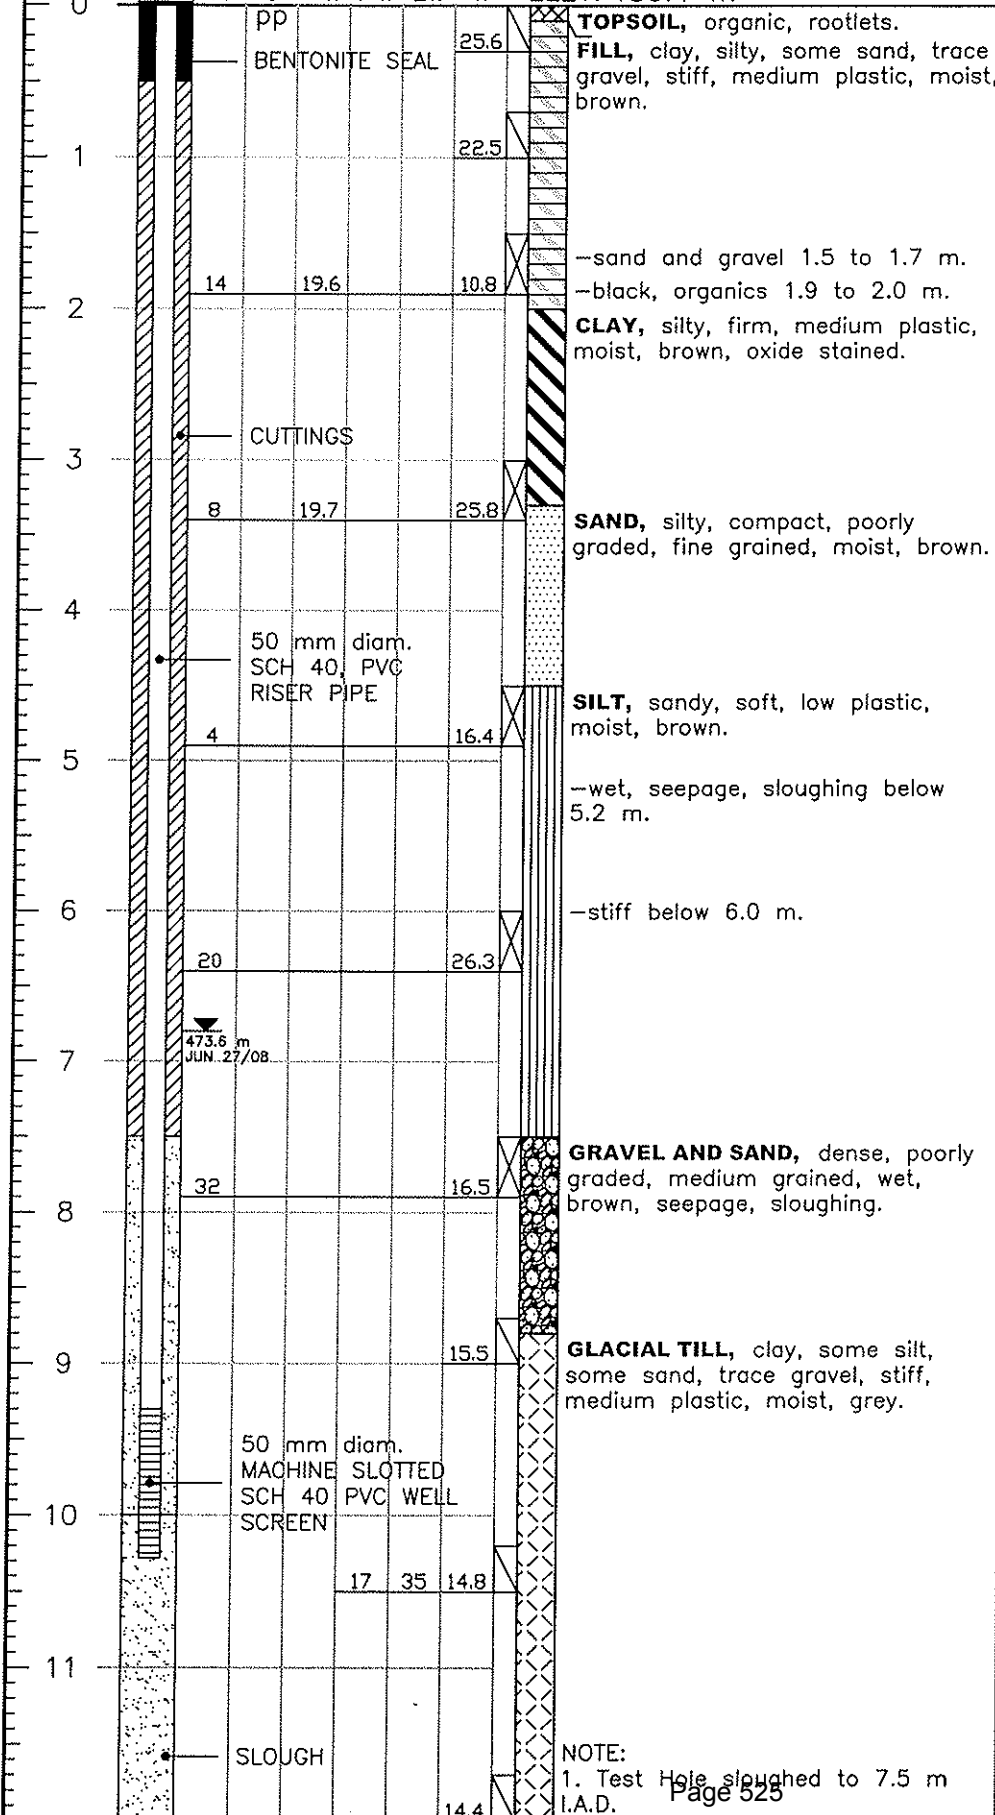 0
pp
BENTONITE SEAL
25.6
TOPSOIL, organic, rootlets.
FILL, clay, silty, some sand, trace
gravel, stiff, medium plastic, moist,
brown.
1
22.5
-sand and gravel 1.5 to 1.7 m.
14 19.6 10.8
-black, organics 1.9 to 2.0 m.
2
CLAY, silty, firm, medium plastic,
moist, brown, oxide stained.
CUTTINGS
3
8 19.7 25.8
SAND, silty, compact, poorly
graded, fine grained, moist, brown.
4
50 mm diam.
SCH 40, PVC
RISER PIPE
SILT, sandy, soft, low plastic,
moist, brown.
4 16.4
5
-wet, seepage, sloughing below
5.2 m.
6
-stiff below 6.0 m.
20 26.3
473.6 m
JUN 27/08
7
GRAVEL AND SAND, dense, poorly
graded, medium grained, wet,
brown, seepage, sloughing.
32 16.5
8
15.5
9
GLACIAL TILL, clay, some silt,
some sand, trace gravel, stiff,
medium plastic, moist, grey.
50 mm diam.
MACHINE SLOTTED
SCH 40 PVC WELL
SCREEN
10
17 35 14.8
11
SLOUGH
NOTE:
1. Test Hole sloughed to 7.5 m
I.A.D.
Page 525
14.4